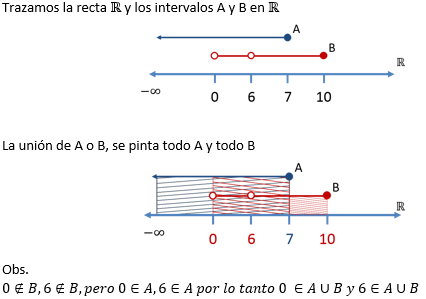 Trazamos la recta ℝ y los intervalos A y B en ℝ
A
B
ℝ
−∞ 0 6 7 10
La unión de A o B, se pinta todo A y todo B
A
B
ℝ
−∞ 0 6 7 10
Obs.
0 ∉ B, 6 ∉ B, pero 0 ∈ A, 6 ∈ A por lo tanto 0 ∈ A ∪ B y 6 ∈ A ∪ B